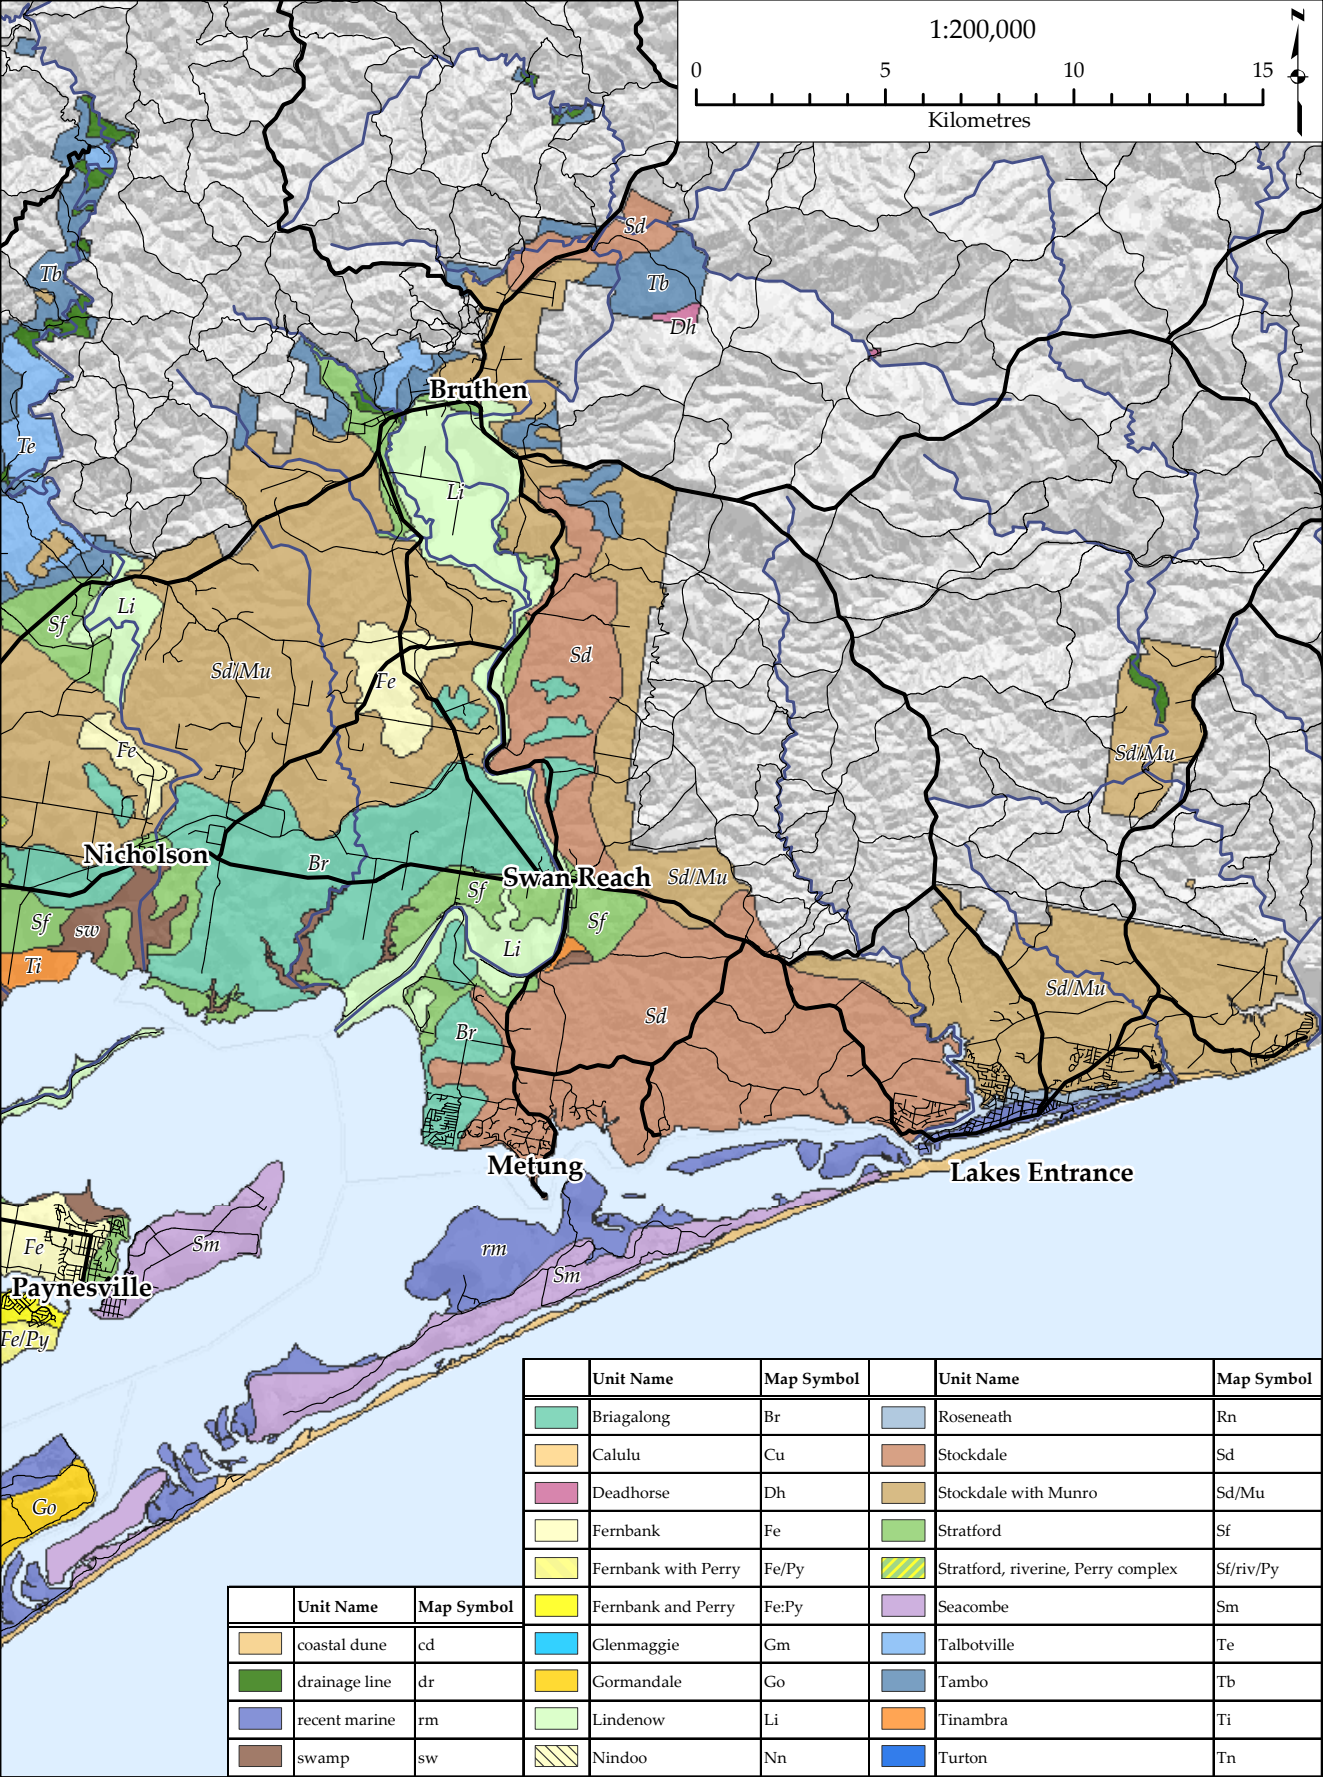 1:200,000
z
0 5 10 15
Kilometres
Sd
Tb
Tb
Dh
Bruthen
Te
Li
Li
Sf
Sd/Mu
Sd
Fe
Fe
Sd/Mu
Nicholson
Br
Swan Reach
Sd/Mu
Sf
Sf
sw
Sf
Li
Ti
Sd/Mu
Sd
Br
Metung
Lakes Entrance
Fe
Sm
rm
Sm
Paynesville
Fe/Py
Go
Unit Name Map Symbol Unit Name Map Symbol
Briagalong Br Roseneath Rn
Calulu Cu Stockdale Sd
Deadhorse Dh Stockdale with Munro Sd/Mu
Fernbank Fe Stratford Sf
Fernbank with Perry Fe/Py Stratford, riverine, Perry complex Sf/riv/Py
Fernbank and Perry Fe:Py Seacombe Sm
Glenmaggie Gm Talbotville Te
Gormandale Go Tambo Tb
Lindenow Li Tinambra Ti
Nindoo Nn Turton Tn
Unit Name Map Symbol
coastal dune cd
drainage line dr
recent marine rm
swamp sw